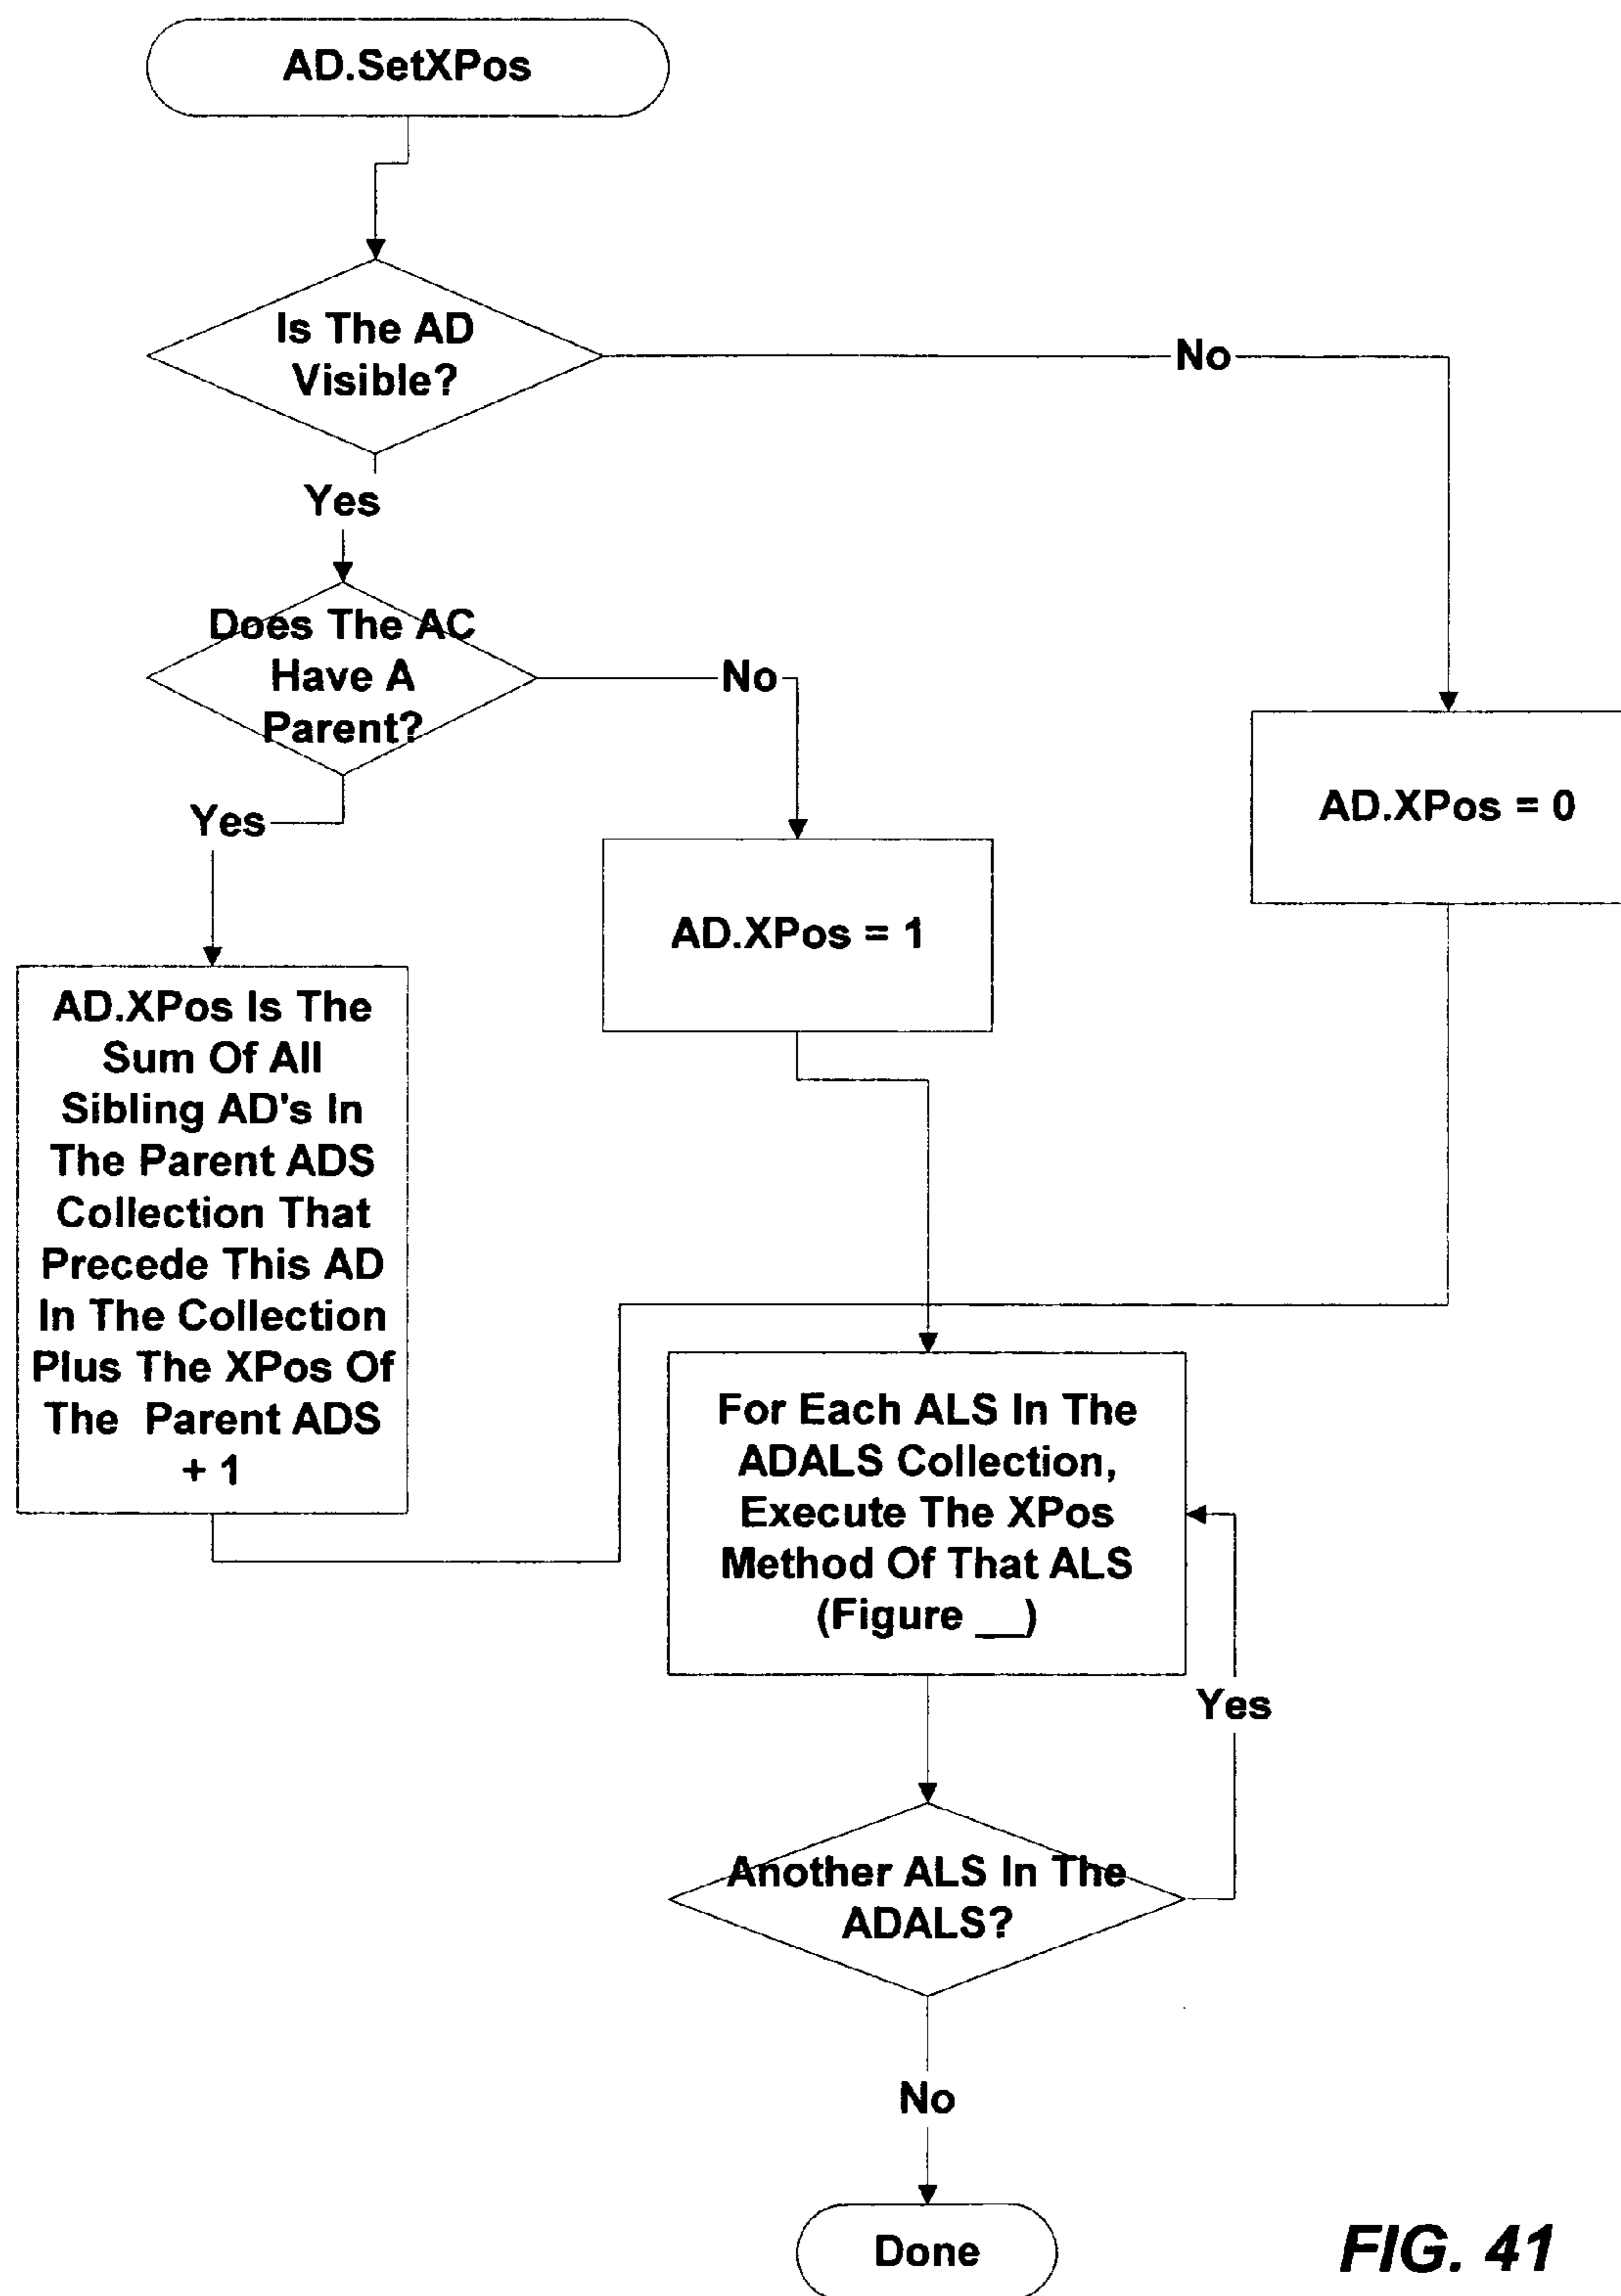 AD.SetXPos
Is The AD
Visible?
No
Yes
Does The AC
Have A
Parent?
No
Yes
AD.XPos = 0
AD.XPos = 1
AD.XPos Is The
Sum Of All
Sibling AD's In
The Parent ADS
Collection That
Precede This AD
In The Collection
Plus The XPos Of
The Parent ADS
+ 1
For Each ALS In The
ADALS Collection,
Execute The XPos
Method Of That ALS
(Figure __)
Yes
Another ALS In The
ADALS?
No
Done
FIG. 41